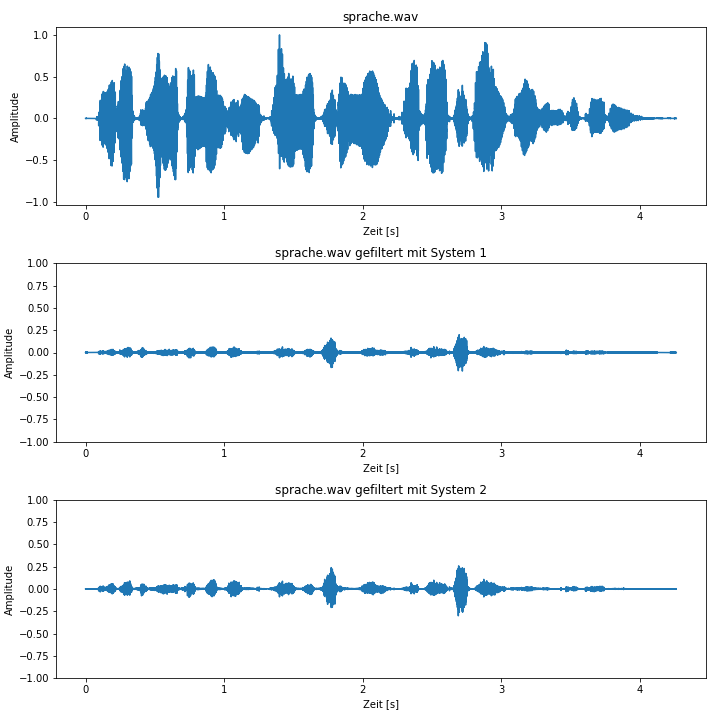 sprache.wav
1.0
0.5
0.0
−0.5
−1.0
Amplitude
0 1 2 3 4
Zeit [s]
sprache.wav gefiltert mit System 1
1.00
0.75
0.50
0.25
0.00
−0.25
−0.50
−0.75
−1.00
Amplitude
0 1 2 3 4
Zeit [s]
sprache.wav gefiltert mit System 2
1.00
0.75
0.50
0.25
0.00
−0.25
−0.50
−0.75
−1.00
Amplitude
0 1 2 3 4
Zeit [s]